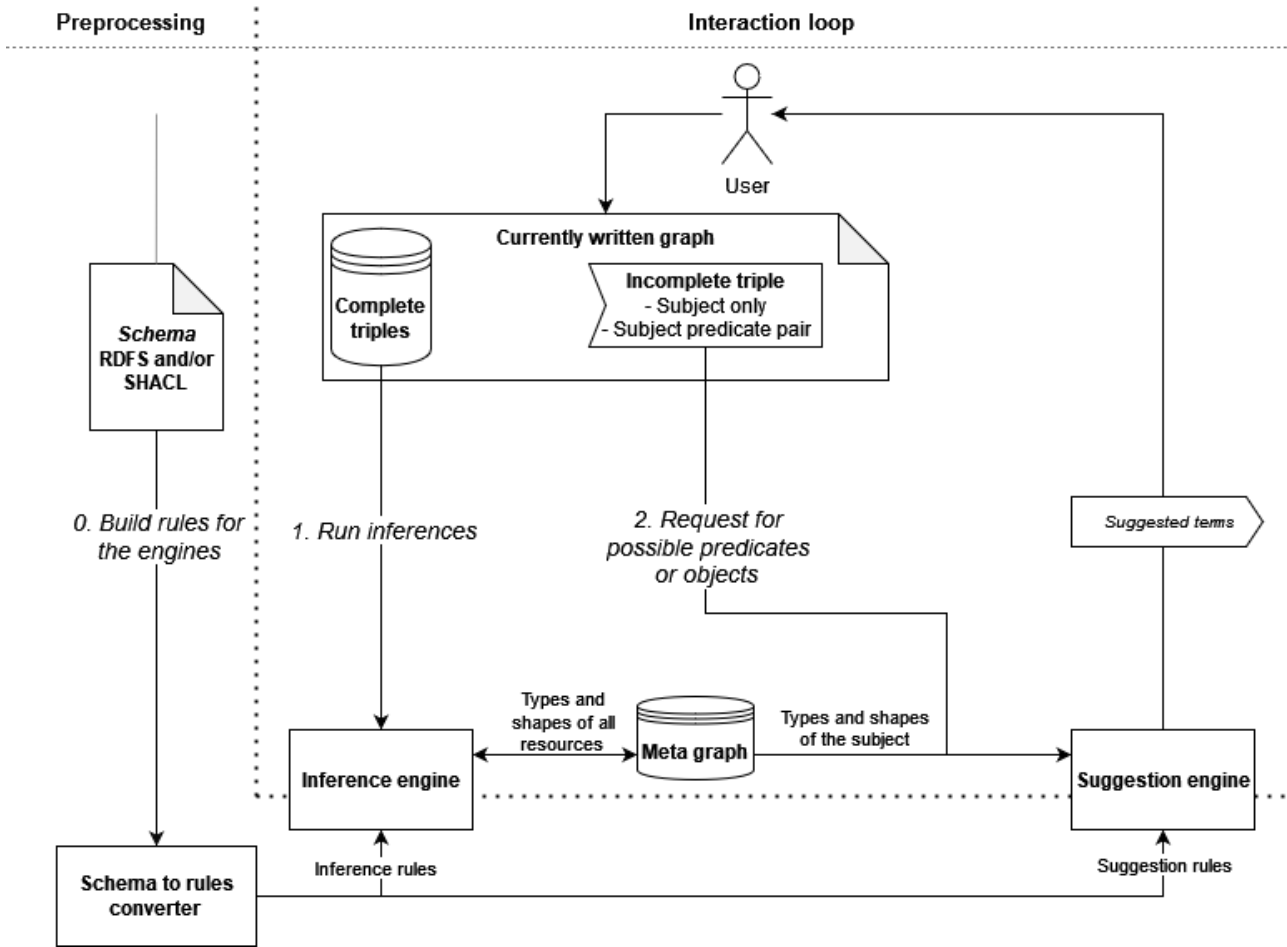 Preprocessing
Interaction loop
User
Currently written graph
Complete
triples
Incomplete triple
- Subject only
- Subject predicate pair
Schema
RDFS and/or
SHACL
0. Build rules for
the engines
1. Run inferences
2. Request for
possible predicates
or objects
Suggested terms
Types and
shapes of all
resources
Meta graph
Types and shapes
of the subject
Inference engine
Suggestion engine
Inference rules
Suggestion rules
Schema to rules
converter